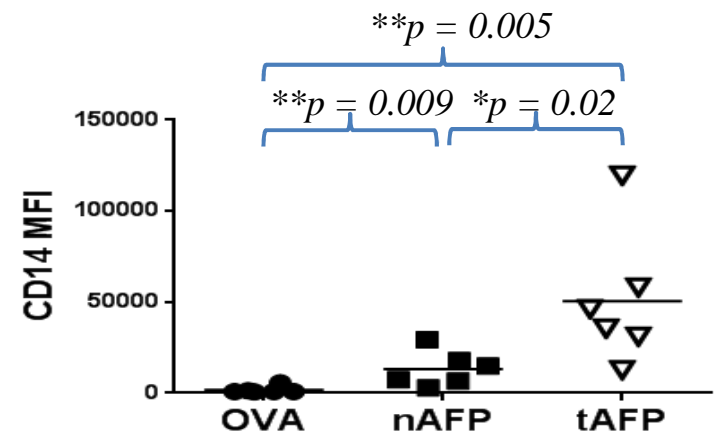 **p = 0.005
**p = 0.009 *p = 0.02
150000
100000
50000
0
CD14 MFI
OVA nAFP tAFP